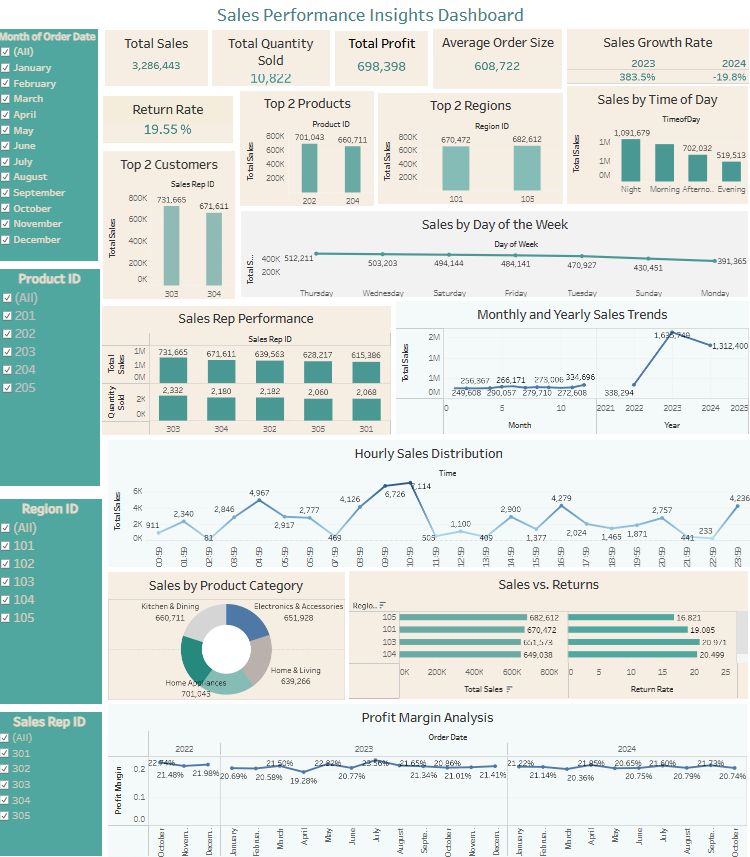 Sales Performance Insights Dashboard
Month of Order Date
(All)
January
February
March
April
May
June
July
August
September
October
November
December
Product ID
(All)
201
202
203
204
205
Region ID
(All)
101
102
103
104
105
Sales Rep ID
(All)
301
302
303
304
305
Total Sales
3,286,443
Total Quantity
Sold
10,822
Total Profit
698,398
Average Order Size
608,722
Sales Growth Rate
2023 2024
383.5% -19.8%
Return Rate
19.55 %
Top 2 Products
Product ID
Total Sales
800K
600K
400K
200K
701,043 660,711
202 204
Top 2 Regions
Region ID
Total Sales
800K
600K
400K
200K
670,472 682,612
101 105
Sales by Time of Day
TimeofDay
Total Sales
1M
1M
1,091,679 702,032 519,513
Night Morning Afterno.. Evening
Top 2 Customers
Sales Rep ID
Total Sales
800K
600K
400K
200K
0K
731,665 671,611
303 304
Sales by Day of the Week
Day of Week
Total S..
400K
200K
512,211 503,203 494,144 484,141 470,927 430,451 391,365
Thursday Wednesday Saturday Friday Tuesday Sunday Monday
Sales Rep Performance
Sales Rep ID
Total
Sales
1M
1M
0M
731,665 671,611 639,563 628,217 615,386
Quantity
Sold
2K
0K
2,332 2,180 2,182 2,060 2,068
303 304 302 305 301
Monthly and Yearly Sales Trends
Total Sales
2M
1M
1M
0M
256,367 266,171 273,006 334,696
249,608 290,057 279,710 272,608
338,294 1,312,400
0 5 10
Month
2021 2022 2023 2024 2025
Year
Hourly Sales Distribution
Time
Total Sales
6K
4K
2K
0K
911 2,340 81 2,846 4,967 2,917 2,777 469 4,126 6,726 7,114 505 1,100 409 2,900 1,377 4,279 2,024 1,465 1,871 2,757 441 233 4,236
00-59 01-59 02-59 03-59 04-59 05-59 06-59 07-59 08-59 09-59 10-59 11-59 12-59 13-59 14-59 15-59 16-59 17-59 18-59 19-59 20-59 21-59 22-59 23-59
Sales by Product Category
Kitchen & Dining
660,711
Electronics & Accessories
651,928
Home & Living
639,266
Home Appliances
701,043
Sales vs. Returns
Regio..
105 682,612 16.821
101 670,472 19.085
103 651,573 20.971
104 649,038 20.499
0K 200K 400K 600K 800K 0 5 10 15 20 25
Total Sales Return Rate
Profit Margin Analysis
Order Date
2022 2023 2024
Profit Margin
0.2
0.1
0.0
22.74% 21.50% 22.82% 21.65% 20.86% 21.22% 21.85% 20.65% 21.60% 21.73%
21.48% 21.98% 20.69% 20.58% 19.28% 20.77% 21.34% 21.01% 21.41% 21.14% 20.36% 20.75% 20.79% 20.74%
October Novem.. Decem.. January Februa.. March April May June July August Septe.. October Novem.. Decem.. January Februa.. March April May June July August Septe.. October